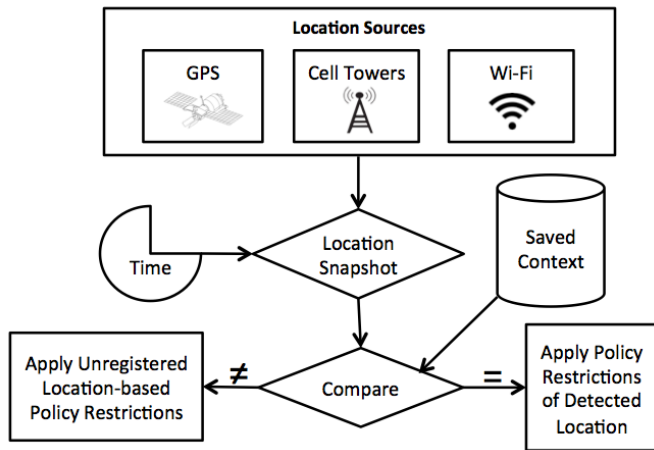 Location Sources
GPS
Cell Towers
Wi-Fi
Time
Location
Snapshot
Saved
Context
Apply Unregistered
Location-based
Policy Restrictions
≠
Compare
=
Apply Policy
Restrictions
of Detected
Location